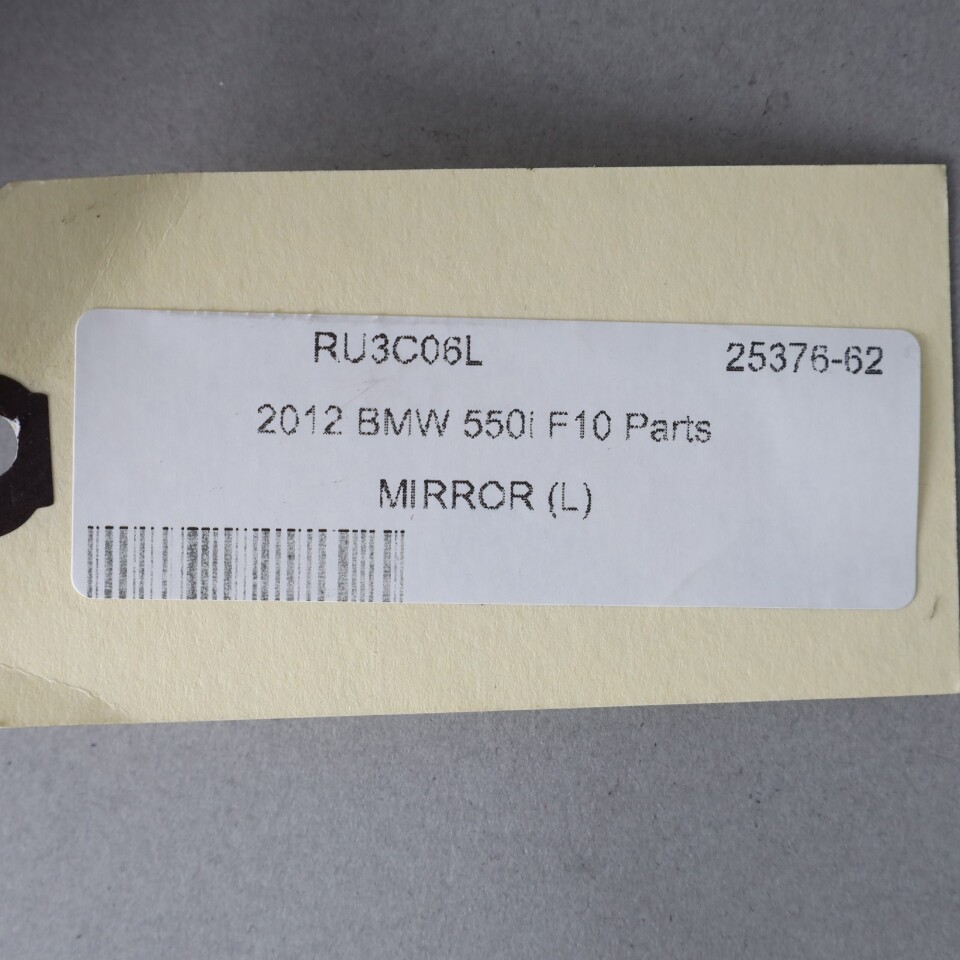 RU3C06L 25376-62
2012 BMW 550i F10 Parts
MIRROR (L)